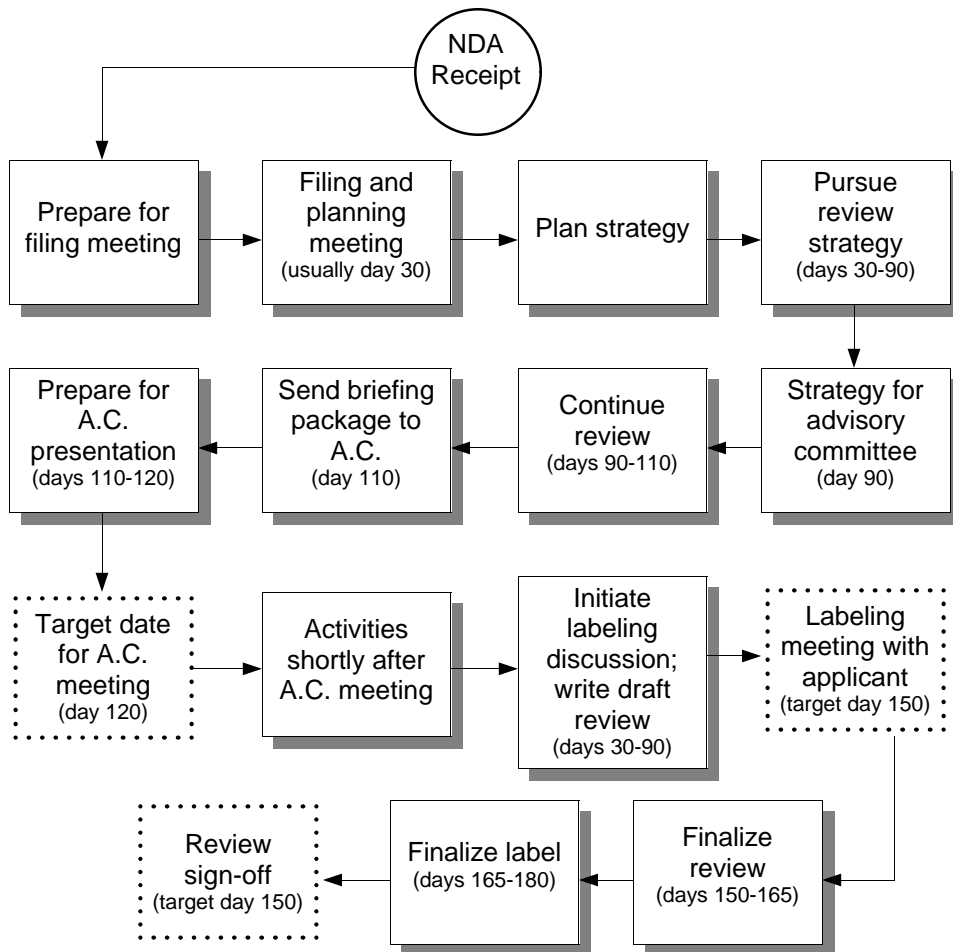 NDA
Receipt
Prepare for
filing meeting
Filing and
planning
meeting
(usually day 30)
Plan strategy
Pursue
review
strategy
(days 30-90)
Strategy for
advisory
committee
(day 90)
Continue
review
(days 90-110)
Send briefing
package to
A.C.
(day 110)
Prepare for
A.C.
presentation
(days 110-120)
Target date
for A.C.
meeting
(day 120)
Activities
shortly after
A.C. meeting
Initiate
labeling
discussion;
write draft
review
(days 30-90)
Labeling
meeting with
applicant
(target day 150)
Finalize
review
(days 150-165)
Finalize label
(days 165-180)
Review
sign-off
(target day 150)